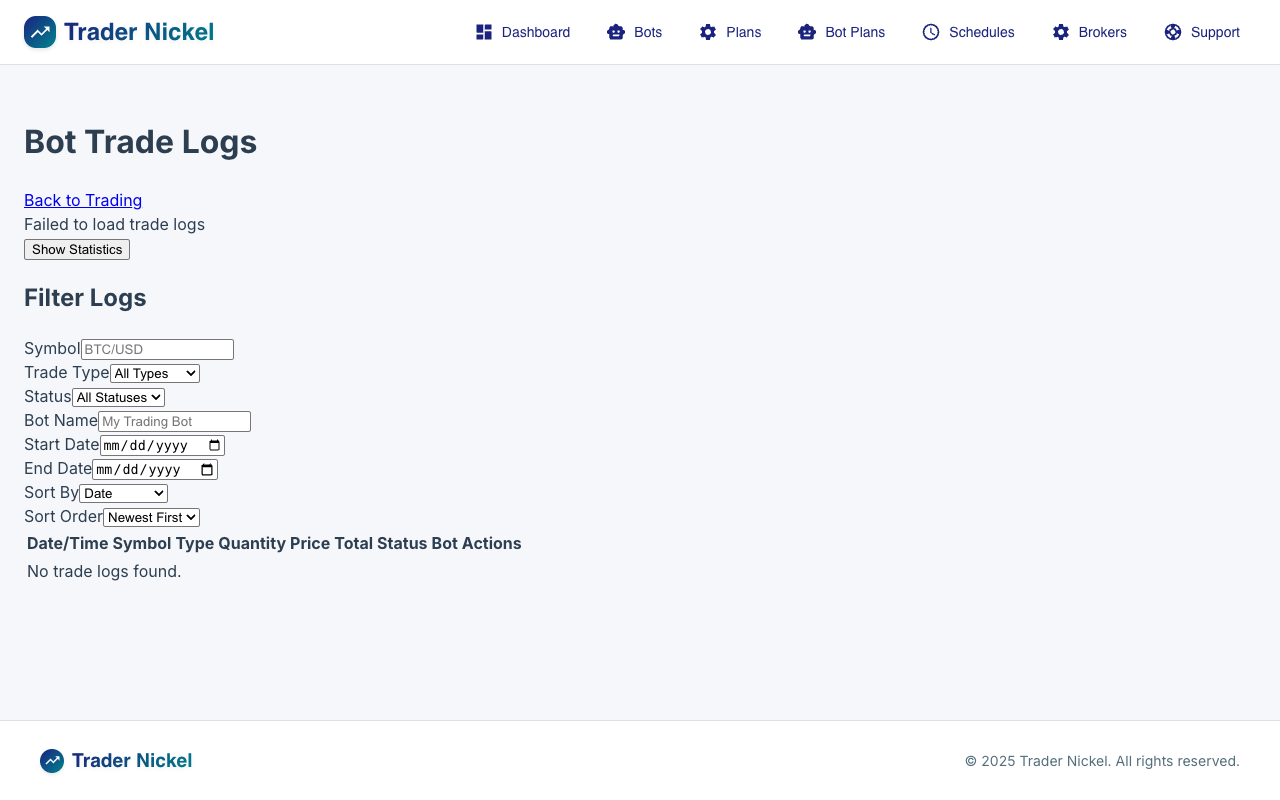 Trader Nickel Dashboard Bots Plans Bot Plans Schedules Brokers Support
Bot Trade Logs
Back to Trading
Failed to load trade logs
Show Statistics
Filter Logs
Symbol BTC/USD
Trade Type All Types
Status All Statuses
Bot Name My Trading Bot
Start Date mm/dd/yyyy
End Date mm/dd/yyyy
Sort By Date
Sort Order Newest First
Date/Time Symbol Type Quantity Price Total Status Bot Actions
No trade logs found.
Trader Nickel © 2025 Trader Nickel. All rights reserved.